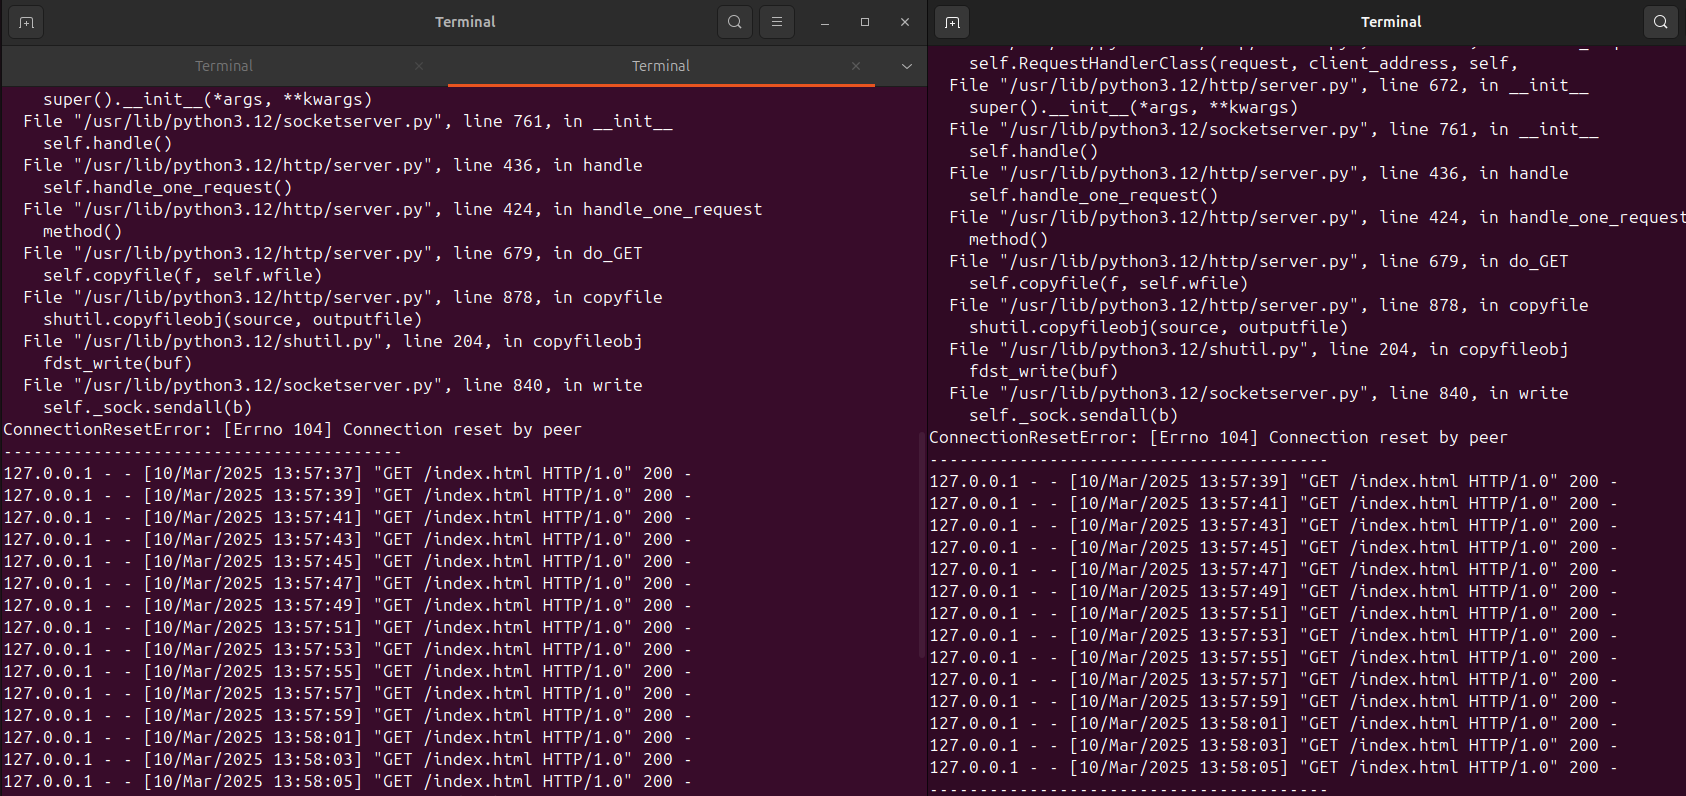 Terminal
Terminal
Terminal
super().__init__(*args, **kwargs)
File "/usr/lib/python3.12/socketserver.py", line 761, in __init__
self.handle()
File "/usr/lib/python3.12/http/server.py", line 436, in handle
self.handle_one_request()
File "/usr/lib/python3.12/http/server.py", line 424, in handle_one_request
method()
File "/usr/lib/python3.12/http/server.py", line 679, in do_GET
self.copyfile(f, self.wfile)
File "/usr/lib/python3.12/http/server.py", line 878, in copyfile
shutil.copyfileobj(source, outputfile)
File "/usr/lib/python3.12/shutil.py", line 204, in copyfileobj
fdst_write(buf)
File "/usr/lib/python3.12/socketserver.py", line 840, in write
self._sock.sendall(b)
ConnectionResetError: [Errno 104] Connection reset by peer
----------------------------------------
127.0.0.1 - - [10/Mar/2025 13:57:37] "GET /index.html HTTP/1.0" 200 -
127.0.0.1 - - [10/Mar/2025 13:57:39] "GET /index.html HTTP/1.0" 200 -
127.0.0.1 - - [10/Mar/2025 13:57:41] "GET /index.html HTTP/1.0" 200 -
127.0.0.1 - - [10/Mar/2025 13:57:43] "GET /index.html HTTP/1.0" 200 -
127.0.0.1 - - [10/Mar/2025 13:57:45] "GET /index.html HTTP/1.0" 200 -
127.0.0.1 - - [10/Mar/2025 13:57:47] "GET /index.html HTTP/1.0" 200 -
127.0.0.1 - - [10/Mar/2025 13:57:49] "GET /index.html HTTP/1.0" 200 -
127.0.0.1 - - [10/Mar/2025 13:57:51] "GET /index.html HTTP/1.0" 200 -
127.0.0.1 - - [10/Mar/2025 13:57:53] "GET /index.html HTTP/1.0" 200 -
127.0.0.1 - - [10/Mar/2025 13:57:55] "GET /index.html HTTP/1.0" 200 -
127.0.0.1 - - [10/Mar/2025 13:57:57] "GET /index.html HTTP/1.0" 200 -
127.0.0.1 - - [10/Mar/2025 13:57:59] "GET /index.html HTTP/1.0" 200 -
127.0.0.1 - - [10/Mar/2025 13:58:01] "GET /index.html HTTP/1.0" 200 -
127.0.0.1 - - [10/Mar/2025 13:58:03] "GET /index.html HTTP/1.0" 200 -
127.0.0.1 - - [10/Mar/2025 13:58:05] "GET /index.html HTTP/1.0" 200 -
Terminal
self.RequestHandlerClass(request, client_address, self,
File "/usr/lib/python3.12/http/server.py", line 672, in __init__
super().__init__(*args, **kwargs)
File "/usr/lib/python3.12/socketserver.py", line 761, in __init__
self.handle()
File "/usr/lib/python3.12/http/server.py", line 436, in handle
self.handle_one_request()
File "/usr/lib/python3.12/http/server.py", line 424, in handle_one_request
method()
File "/usr/lib/python3.12/http/server.py", line 679, in do_GET
self.copyfile(f, self.wfile)
File "/usr/lib/python3.12/http/server.py", line 878, in copyfile
shutil.copyfileobj(source, outputfile)
File "/usr/lib/python3.12/shutil.py", line 204, in copyfileobj
fdst_write(buf)
File "/usr/lib/python3.12/socketserver.py", line 840, in write
self._sock.sendall(b)
ConnectionResetError: [Errno 104] Connection reset by peer
----------------------------------------
127.0.0.1 - - [10/Mar/2025 13:57:39] "GET /index.html HTTP/1.0" 200 -
127.0.0.1 - - [10/Mar/2025 13:57:41] "GET /index.html HTTP/1.0" 200 -
127.0.0.1 - - [10/Mar/2025 13:57:43] "GET /index.html HTTP/1.0" 200 -
127.0.0.1 - - [10/Mar/2025 13:57:45] "GET /index.html HTTP/1.0" 200 -
127.0.0.1 - - [10/Mar/2025 13:57:47] "GET /index.html HTTP/1.0" 200 -
127.0.0.1 - - [10/Mar/2025 13:57:49] "GET /index.html HTTP/1.0" 200 -
127.0.0.1 - - [10/Mar/2025 13:57:51] "GET /index.html HTTP/1.0" 200 -
127.0.0.1 - - [10/Mar/2025 13:57:53] "GET /index.html HTTP/1.0" 200 -
127.0.0.1 - - [10/Mar/2025 13:57:55] "GET /index.html HTTP/1.0" 200 -
127.0.0.1 - - [10/Mar/2025 13:57:57] "GET /index.html HTTP/1.0" 200 -
127.0.0.1 - - [10/Mar/2025 13:57:59] "GET /index.html HTTP/1.0" 200 -
127.0.0.1 - - [10/Mar/2025 13:58:01] "GET /index.html HTTP/1.0" 200 -
127.0.0.1 - - [10/Mar/2025 13:58:03] "GET /index.html HTTP/1.0" 200 -
127.0.0.1 - - [10/Mar/2025 13:58:05] "GET /index.html HTTP/1.0" 200 -
----------------------------------------